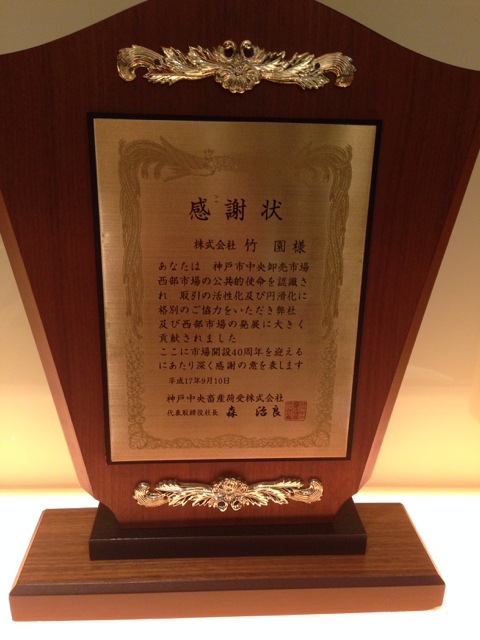 感謝状
株式会社 竹園様
あなたは 神戸市中央卸売市場
西部市場の公共的使命を認識さ
れ 取引の活性化及び円滑化に
格別のご協力をいただき弊社
及び西部市場の発展に大きく
貢献されました
ここに市場開設40周年を迎える
にあたり深く感謝の意を表します
平成17年9月10日
神戸中央畜産荷受株式会社
代表取締役社長 森 治良